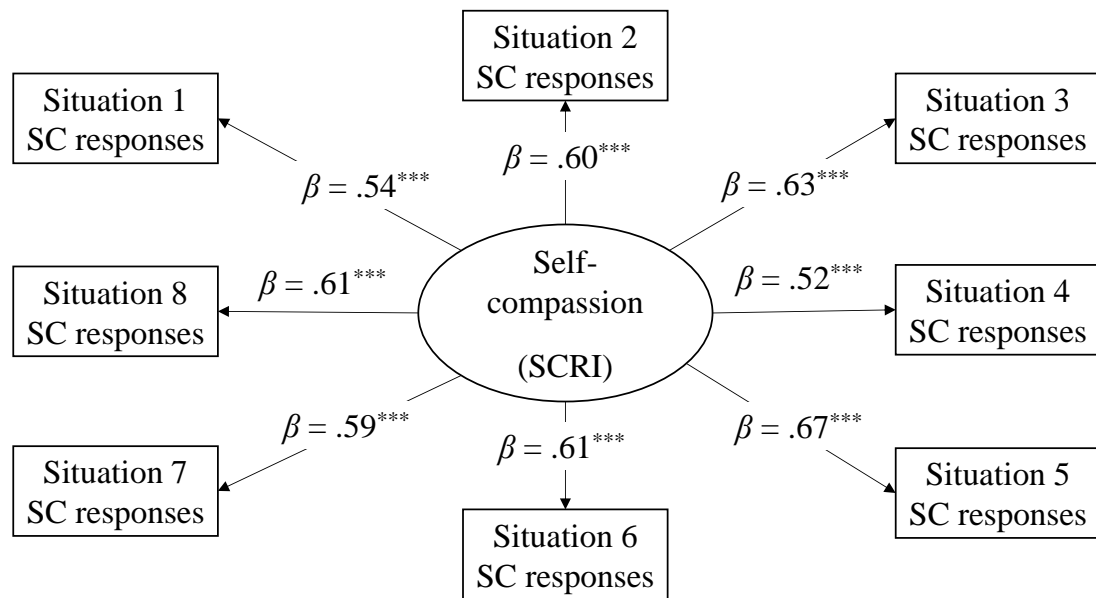 Situation 1
SC responses
Situation 2
SC responses
Situation 3
SC responses
β = .54***
β = .60***
β = .63***
Situation 8
SC responses
β = .61***
Self-
compassion
(SCRI)
β = .52***
Situation 4
SC responses
β = .59***
β = .61***
β = .67***
Situation 7
SC responses
Situation 6
SC responses
Situation 5
SC responses